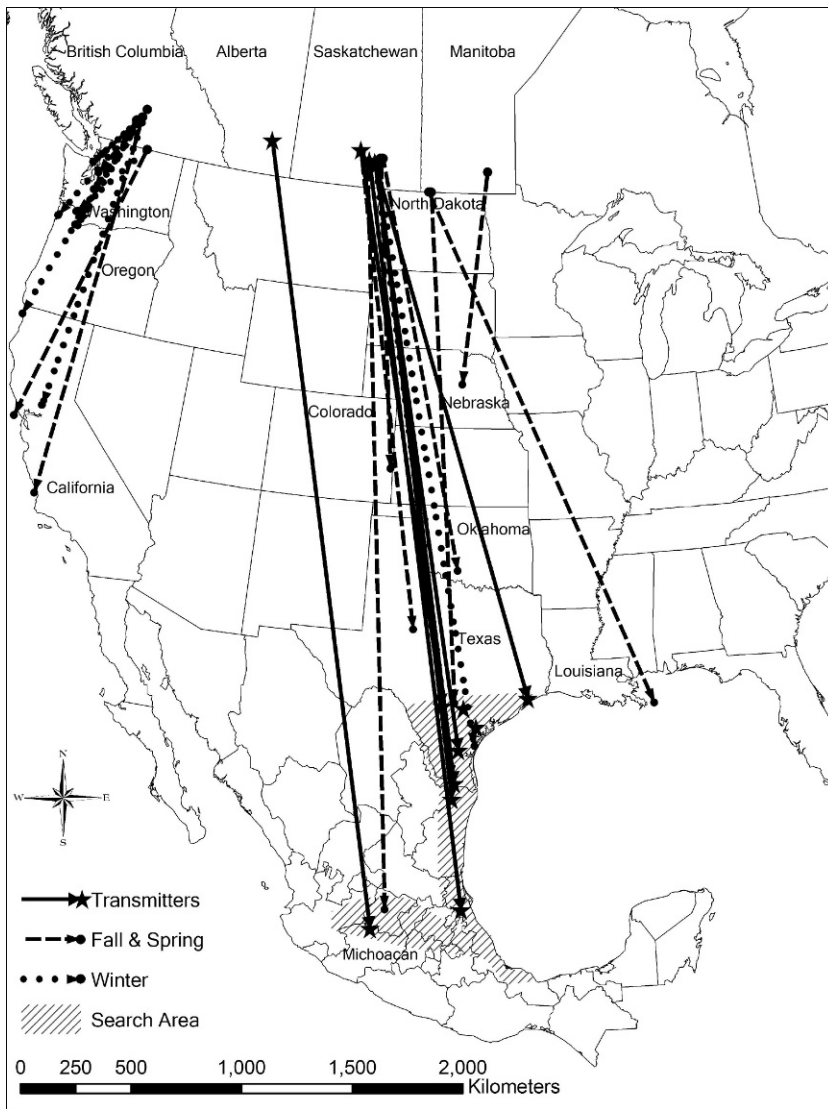 British Columbia Alberta Saskatchewan Manitoba
Washington
North Dakota
Oregon
Colorado
Nebraska
California
Oklahoma
Texas
Louisiana
N
W E
S
Transmitters
Fall & Spring
Michoacán
Winter
Search Area
0 250 500 1,000 1,500 2,000
Kilometers